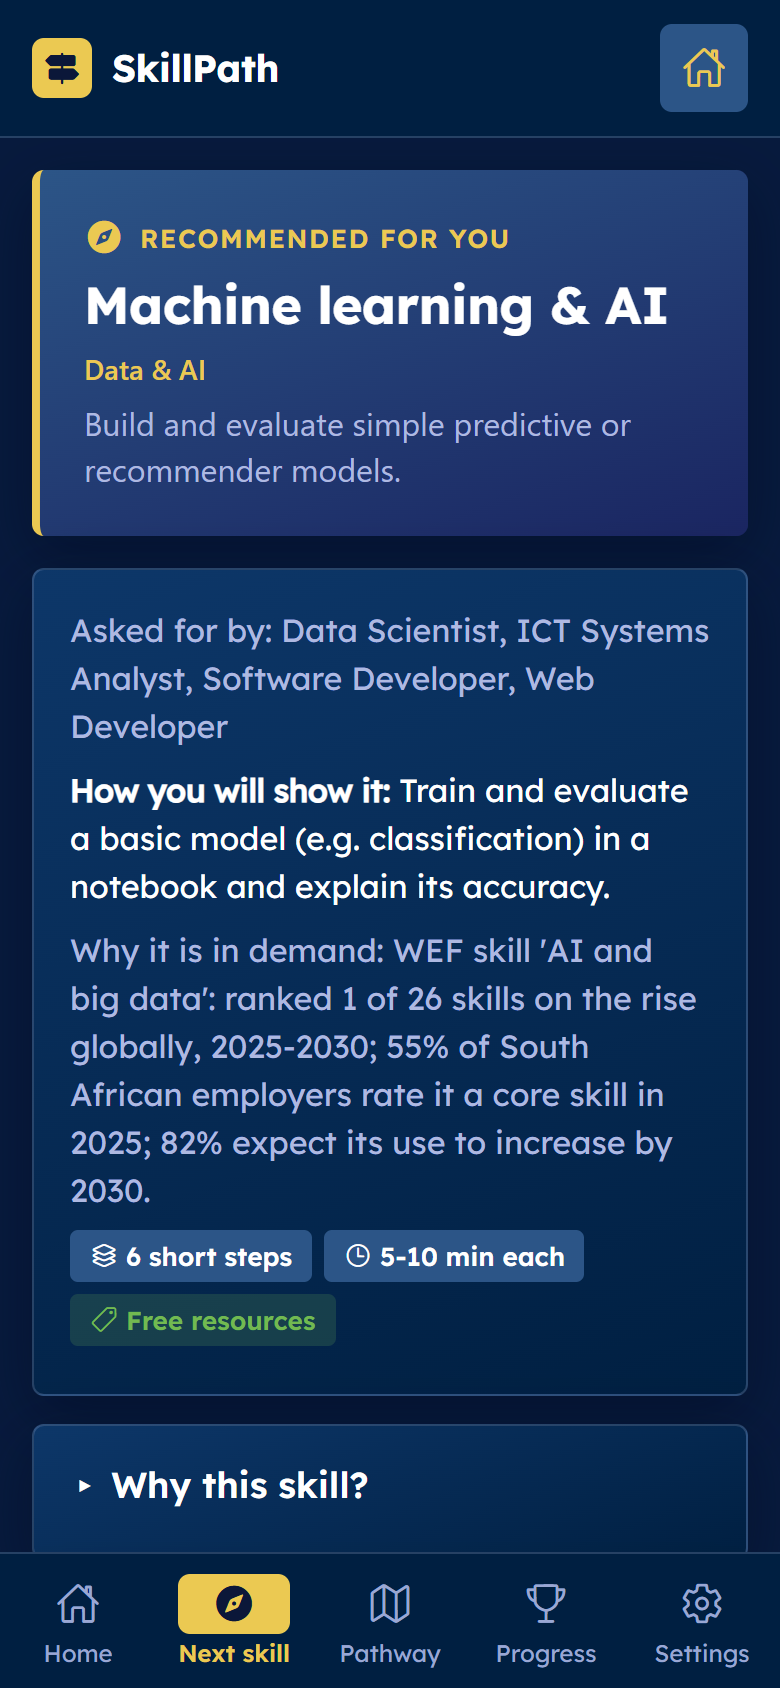 SkillPath
RECOMMENDED FOR YOU
Machine learning & AI
Data & AI
Build and evaluate simple predictive or
recommender models.
Asked for by: Data Scientist, ICT Systems
Analyst, Software Developer, Web
Developer
How you will show it: Train and evaluate
a basic model (e.g. classification) in a
notebook and explain its accuracy.
Why it is in demand: WEF skill 'AI and
big data': ranked 1 of 26 skills on the rise
globally, 2025-2030; 55% of South
African employers rate it a core skill in
2025; 82% expect its use to increase by
2030.
6 short steps
5-10 min each
Free resources
Why this skill?
Home
Next skill
Pathway
Progress
Settings